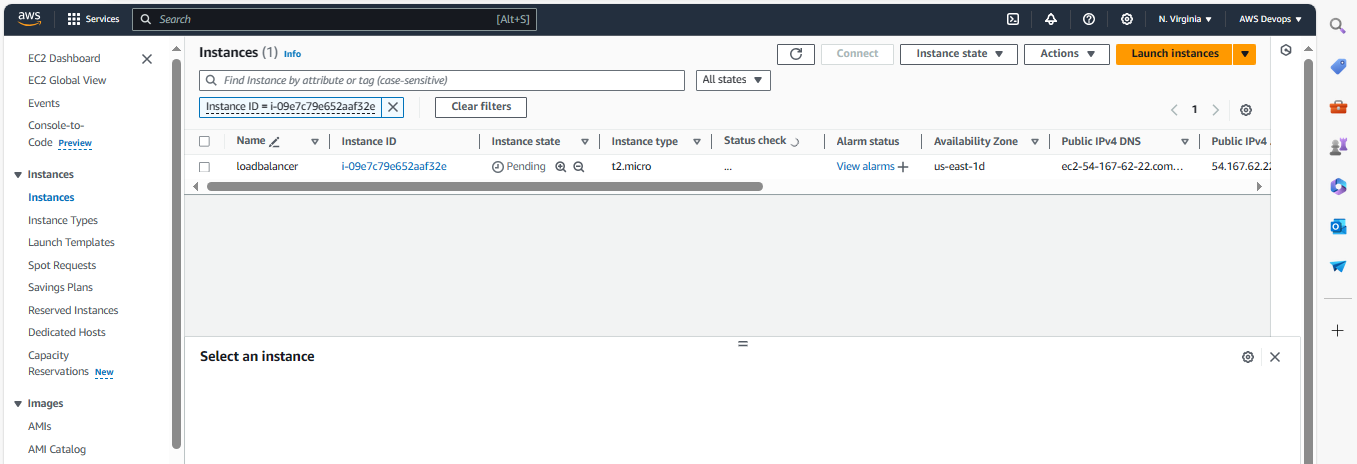 aws
Services
Search
[Alt+S]
N. Virginia
AWS Devops
EC2 Dashboard
EC2 Global View
Events
Console-to-
Code Preview
Instances
Instances
Instance Types
Launch Templates
Spot Requests
Savings Plans
Reserved Instances
Dedicated Hosts
Capacity
Reservations New
Images
AMIs
AMI Catalog
Instances (1) Info
Connect
Instance state
Actions
Launch instances
Find Instance by attribute or tag (case-sensitive)
All states
Instance ID = i-09e7c79e652aaf32e
Clear filters
1
Name Instance ID Instance state Instance type Status check Alarm status Availability Zone Public IPv4 DNS Public IPv4
loadbalancer i-09e7c79e652aaf32e Pending t2.micro ... View alarms + us-east-1d ec2-54-167-62-22.com... 54.167.62.22
Select an instance